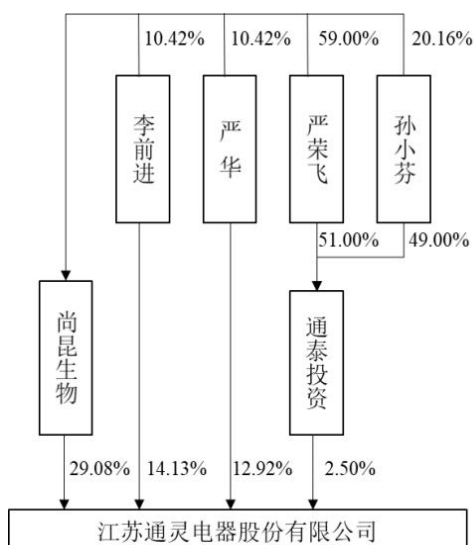 10.42% 10.42% 59.00% 20.16%
李前进
严华
严荣飞
孙小芬
51.00% 49.00%
尚昆生物
通泰投资
29.08% 14.13% 12.92% 2.50%
江苏通灵电器股份有限公司